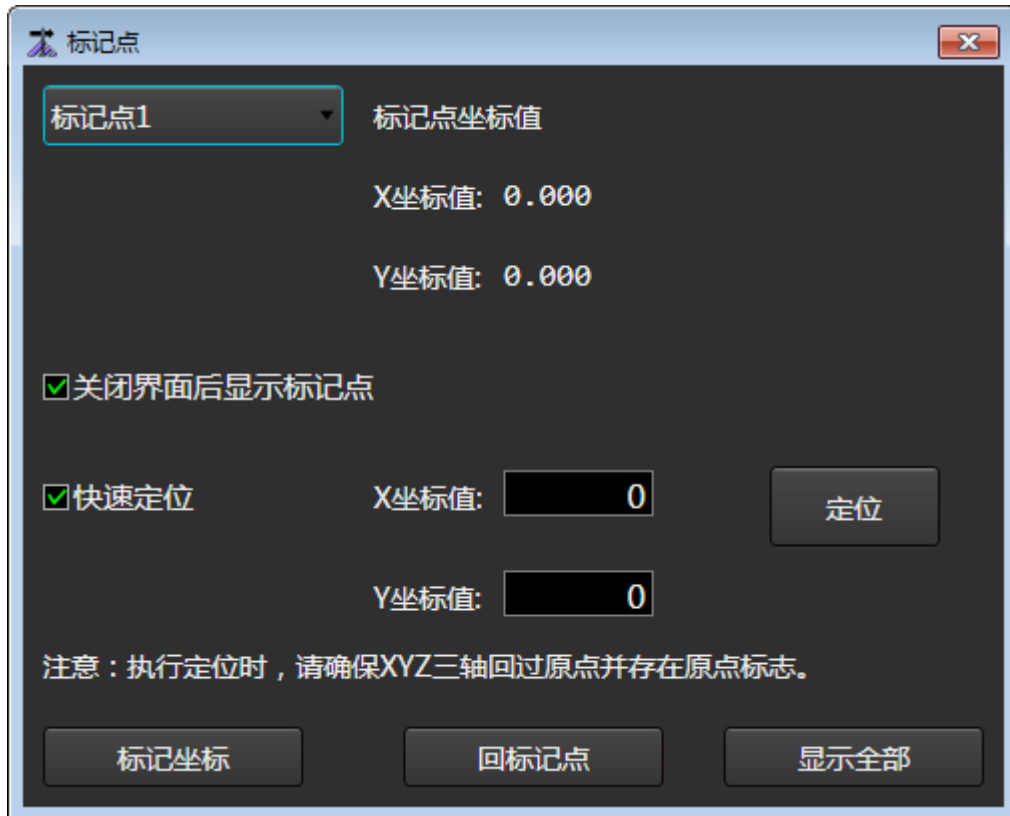 标记点
标记点1 标记点坐标值
X坐标值: 0.000
Y坐标值: 0.000
关闭界面后显示标记点
快速定位 X坐标值: 0 定位
Y坐标值: 0
注意：执行定位时，请确保XYZ三轴回过原点并存在原点标志。
标记坐标 回标记点 显示全部